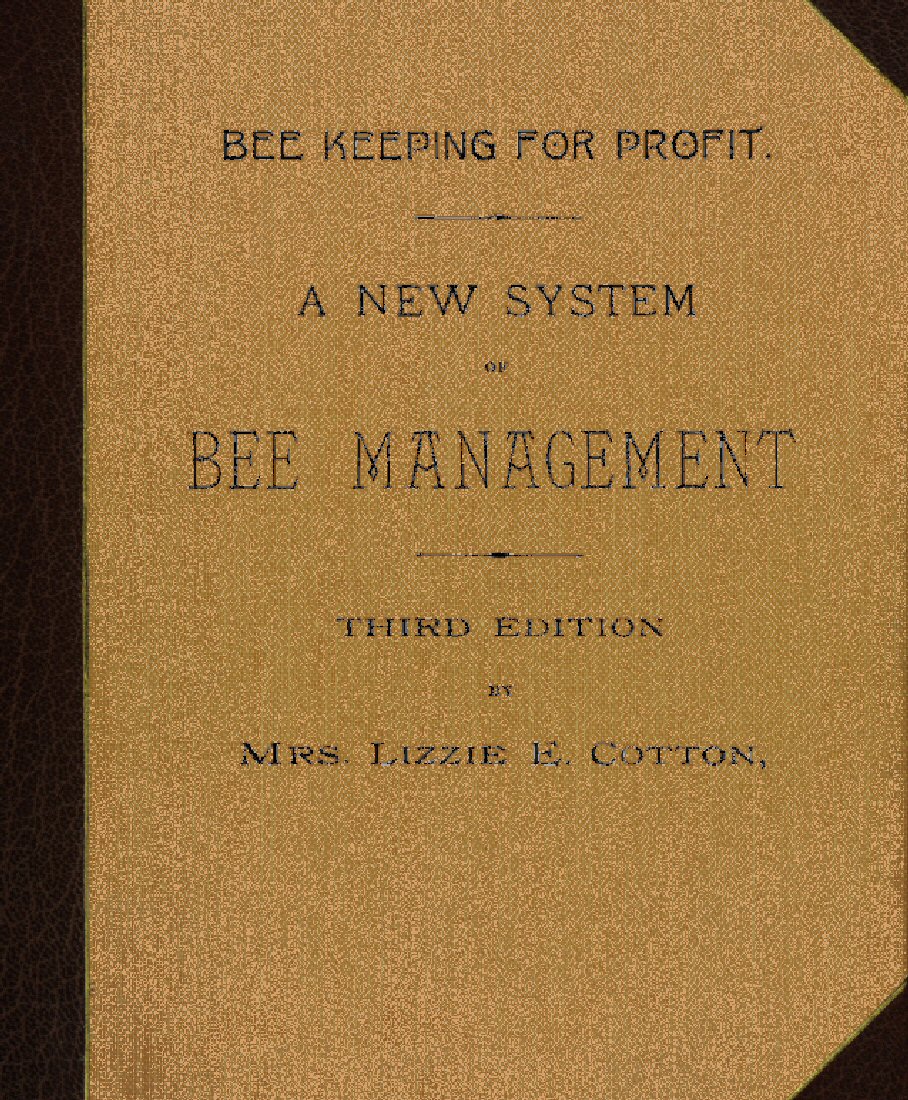 BEE KEEPING FOR PROFIT.
A NEW SYSTEM
OF
BEE MANAGEMENT
THIRD EDITION
BY
MRS. LIZZIE E. COTTON,